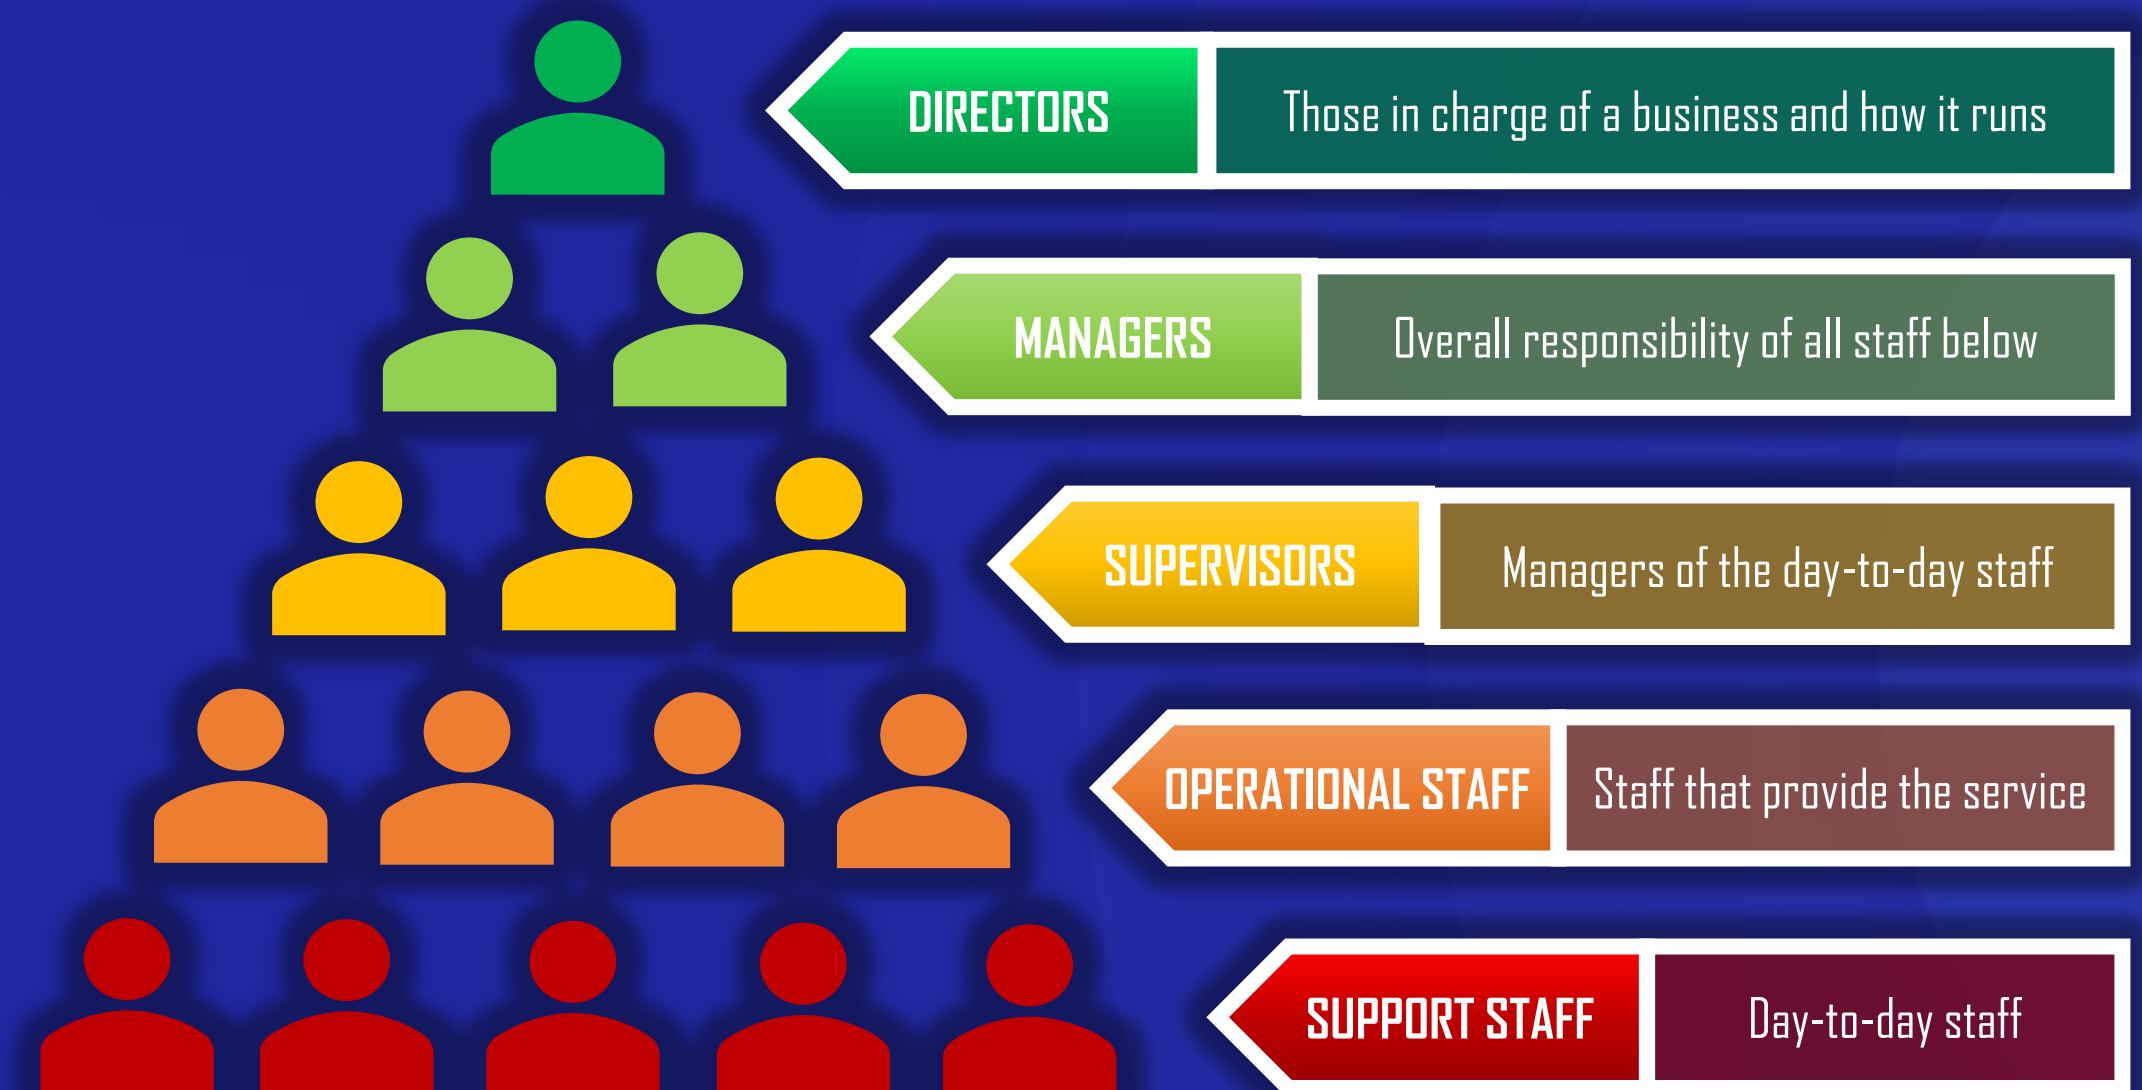 DIRECTORS
Those in charge of a business and how it runs
MANAGERS
Overall responsibility of all staff below
SUPERVISORS
Managers of the day-to-day staff
OPERATIONAL STAFF
Staff that provide the service
SUPPORT STAFF
Day-to-day staff